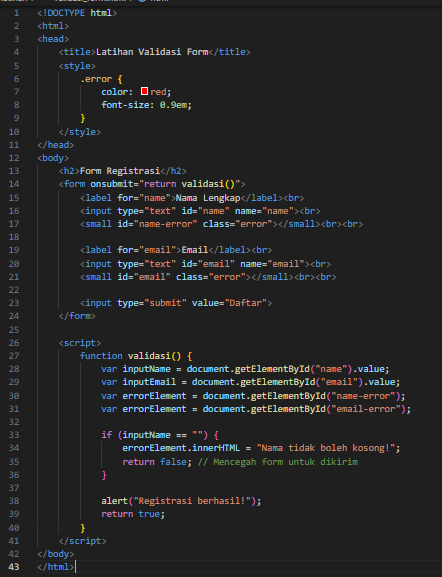 1 <!DOCTYPE html>
2 <html>
3 <head>
4 <title>Latihan Validasi Form</title>
5 <style>
6 .error {
7 color: red;
8 font-size: 0.9em;
9 }
10 </style>
11 </head>
12 <body>
13 <h2>Form Registrasi</h2>
14 <form onsubmit="return validasi()">
15 <label for="name">Nama Lengkap</label><br>
16 <input type="text" id="name" name="name"><br>
17 <small id="name-error" class="error"></small><br><br>
18
19 <label for="email">Email</label><br>
20 <input type="text" id="email" name="email"><br>
21 <small id="email" class="error"></small><br><br>
22
23 <input type="submit" value="Daftar">
24 </form>
25
26 <script>
27 function validasi() {
28 var inputName = document.getElementById("name").value;
29 var inputEmail = document.getElementById("email").value;
30 var errorElement = document.getElementById("name-error");
31 var errorElement = document.getElementById("email-error");
32
33 if (inputName == "") {
34 errorElement.innerHTML = "Nama tidak boleh kosong!";
35 return false; // Mencegah form untuk dikirim
36 }
37
38 alert("Registrasi berhasil!");
39 return true;
40 }
41 </script>
42 </body>
43 </html>